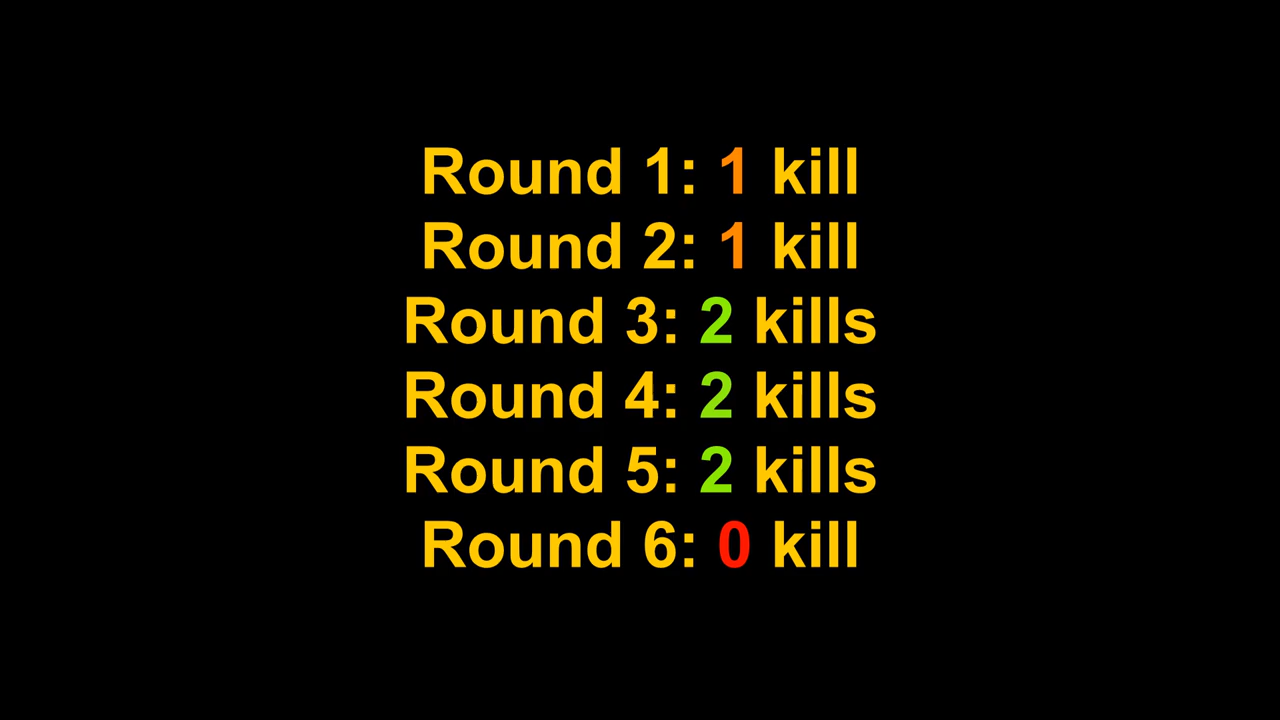 Round 1: 1 kill
Round 2: 1 kill
Round 3: 2 kills
Round 4: 2 kills
Round 5: 2 kills
Round 6: 0 kill